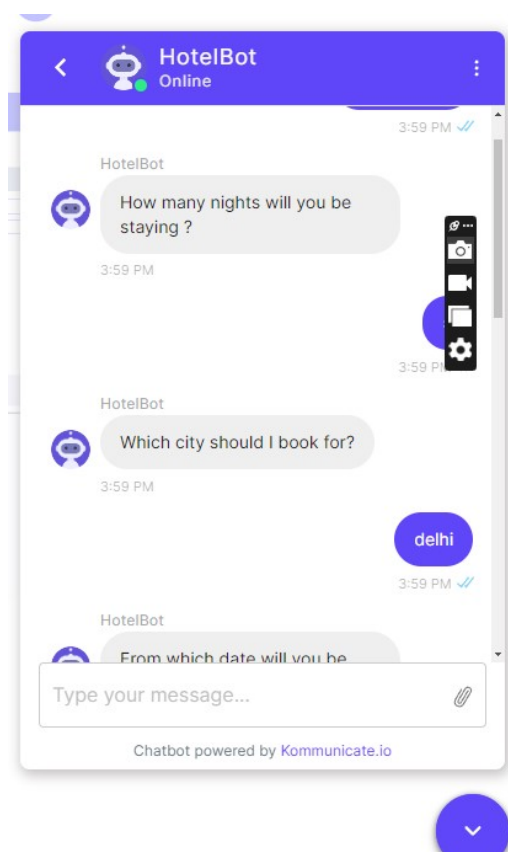 HotelBot
Online
3:59 PM
HotelBot
How many nights will you be
staying ?
3:59 PM
3:59 PM
HotelBot
Which city should I book for?
3:59 PM
delhi
3:59 PM
HotelBot
From which date will you be
Type your message...
Chatbot powered by Kommunicate.io